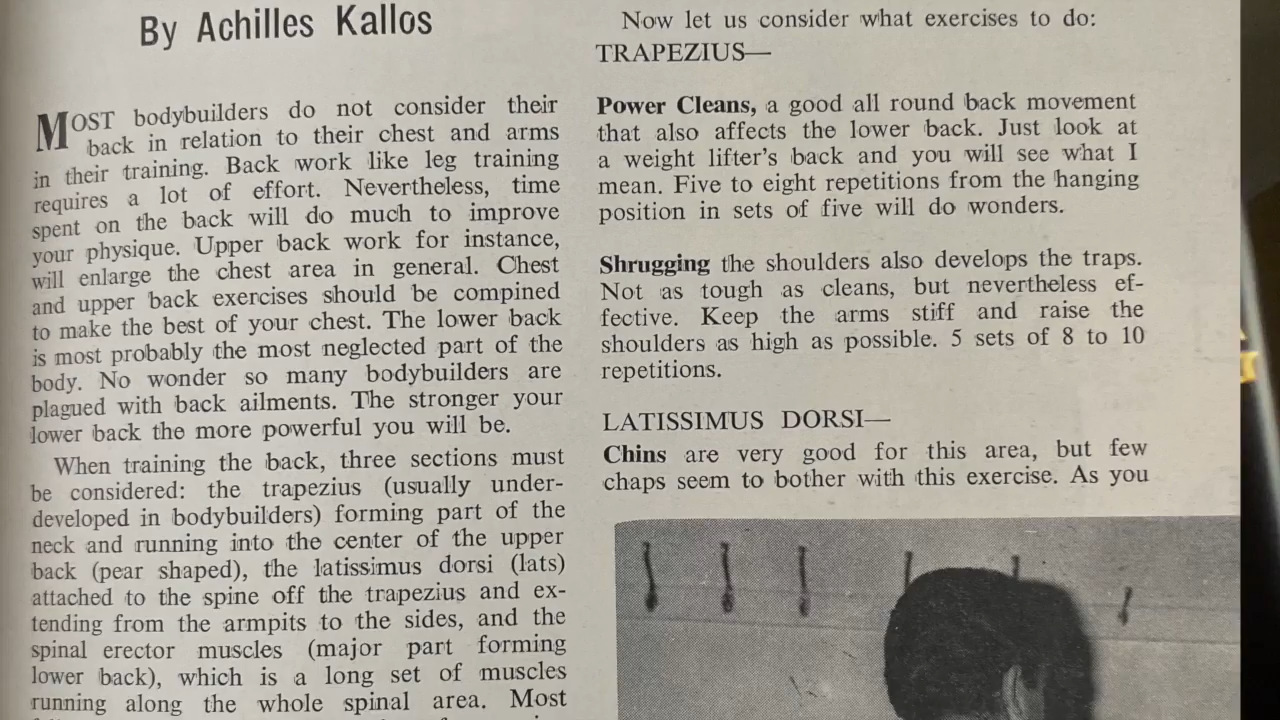 By Achilles Kallos
MOST bodybuilders do not consider their
back in relation to their chest and arms
in their training. Back work like leg training
requires a lot of effort. Nevertheless, time
spent on the back will do much to improve
your physique. Upper back work for instance,
will enlarge the chest area in general. Chest
and upper back exercises should be compined
to make the best of your chest. The lower back
is most probably the most neglected part of the
body. No wonder so many bodybuilders are
plagued with back ailments. The stronger your
lower back the more powerful you will be.
When training the back, three sections must
be considered: the trapezius (usually under-
developed in bodybuilders) forming part of the
neck and running into the center of the upper
back (pear shaped), the latissimus dorsi (lats)
attached to the spine off the trapezius and ex-
tending from the armpits to the sides, and the
spinal erector muscles (major part forming
lower back), which is a long set of muscles
running along the whole spinal area. Most
Now let us consider what exercises to do:
TRAPEZIUS—
Power Cleans, a good all round back movement
that also affects the lower back. Just look at
a weight lifter's back and you will see what I
mean. Five to eight repetitions from the hanging
position in sets of five will do wonders.
Shrugging the shoulders also develops the traps.
Not as tough as cleans, but nevertheless ef-
fective. Keep the arms stiff and raise the
shoulders as high as possible. 5 sets of 8 to 10
repetitions.
LATISSIMUS DORSI—
Chins are very good for this area, but few
chaps seem to bother with this exercise. As you